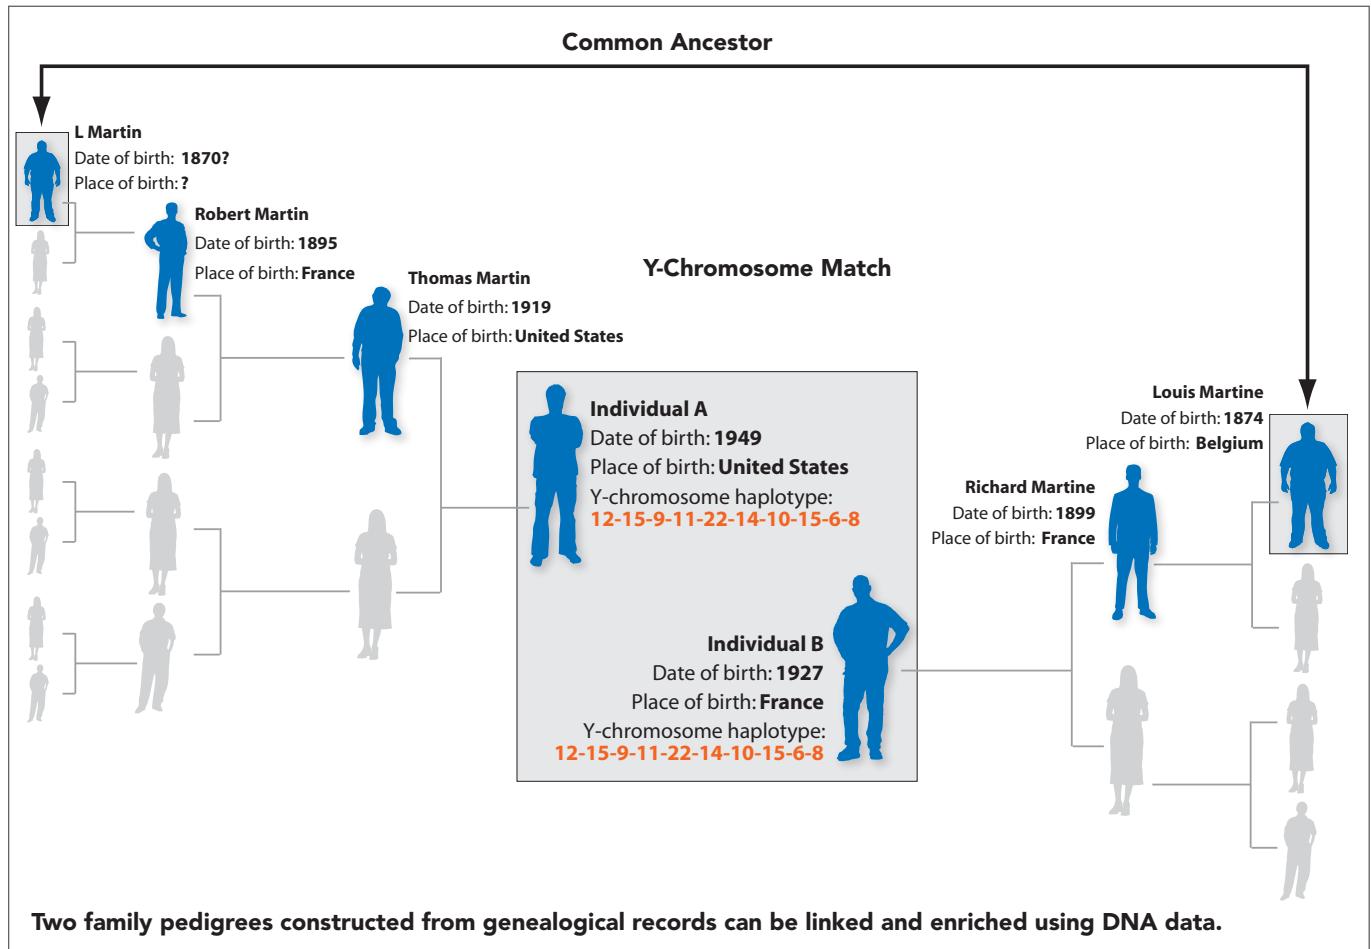 Common Ancestor
L Martin
Date of birth: 1870?
Place of birth: ?
Robert Martin
Date of birth: 1895
Place of birth: France
Thomas Martin
Date of birth: 1919
Place of birth: United States
Y-Chromosome Match
Individual A
Date of birth: 1949
Place of birth: United States
Y-chromosome haplotype:
12-15-9-11-22-14-10-15-6-8
Individual B
Date of birth: 1927
Place of birth: France
Y-chromosome haplotype:
12-15-9-11-22-14-10-15-6-8
Louis Martine
Date of birth: 1874
Place of birth: Belgium
Richard Martine
Date of birth: 1899
Place of birth: France
Two family pedigrees constructed from genealogical records can be linked and enriched using DNA data.